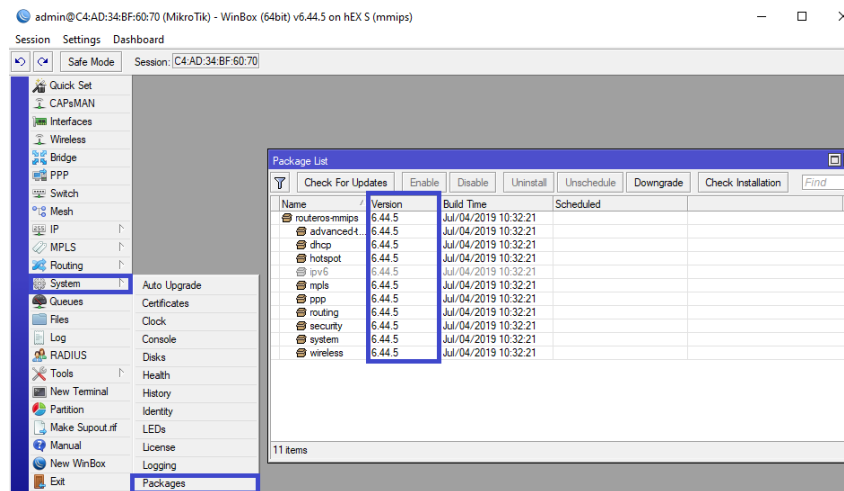 admin@C4:AD:34:BF:60:70 (MikroTik) - WinBox (64bit) v6.44.5 on hEX S (mmips)
Session Settings Dashboard
Safe Mode Session: C4:AD:34:BF:60:70
Quick Set
CAPsMAN
Interfaces
Wireless
Bridge
PPP
Switch
Mesh
IP
MPLS
Routing
System
Queues
Files
Log
RADIUS
Tools
New Terminal
Partition
Make Supout.rif
Manual
New WinBox
Exit
Auto Upgrade
Certificates
Clock
Console
Disks
Health
History
Identity
LEDs
License
Logging
Packages
Package List
Check For Updates Enable Disable Uninstall Unschedule Downgrade Check Installation Find
Name Version Build Time Scheduled
routeros-mmips 6.44.5 Jul/04/2019 10:32:21
advanced-t... 6.44.5 Jul/04/2019 10:32:21
dhcp 6.44.5 Jul/04/2019 10:32:21
hotspot 6.44.5 Jul/04/2019 10:32:21
ipv6 6.44.5 Jul/04/2019 10:32:21
mpls 6.44.5 Jul/04/2019 10:32:21
ppp 6.44.5 Jul/04/2019 10:32:21
routing 6.44.5 Jul/04/2019 10:32:21
security 6.44.5 Jul/04/2019 10:32:21
system 6.44.5 Jul/04/2019 10:32:21
wireless 6.44.5 Jul/04/2019 10:32:21
11 items